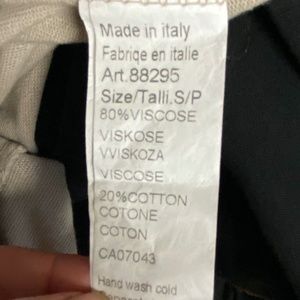 Made in italy
Fabriqe en italie
Art.88295
Size/Talli.S/P
80%VISCOSE
VISKOSE
VVISKOZA
VISCOSE
20%COTTON
COTONE
COTON
CA07043
Hand wash cold